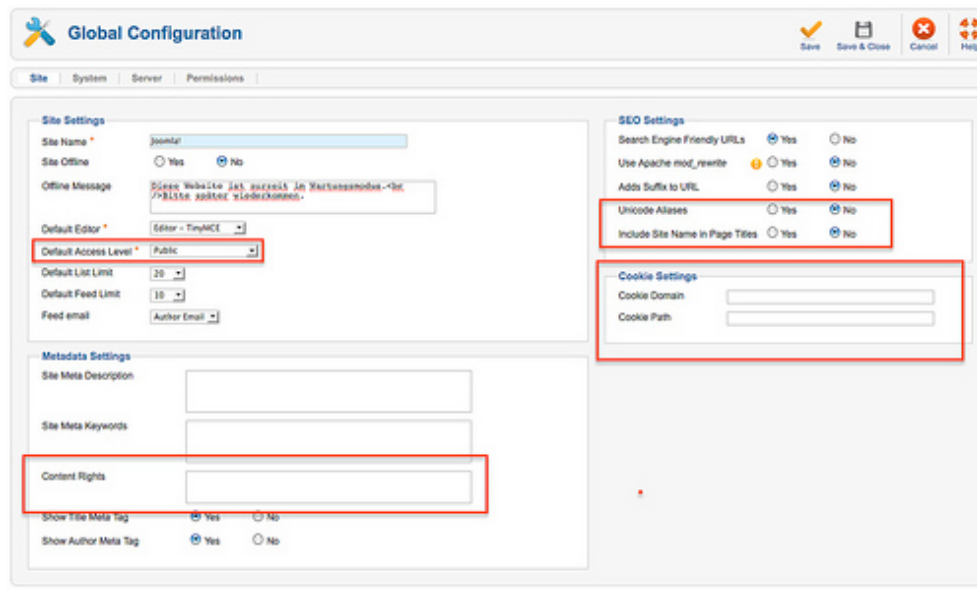 Global Configuration
Save
Save & Close
Cancel
Help
Site
System
Server
Permissions
Site Settings
Site Name *
Joomla!
Site Offline
Yes
No
Offline Message
Diese Website ist zurzeit im Wartungsmodus.<br
/>Bitte später wiederkommen.
Default Editor *
Editor - TinyMCE
Default Access Level *
Public
Default List Limit
20
Default Feed Limit
10
Feed email
Author Email
Metadata Settings
Site Meta Description
Site Meta Keywords
Content Rights
Show Title Meta Tag
Yes
No
Show Author Meta Tag
Yes
No
SEO Settings
Search Engine Friendly URLs
Yes
No
Use Apache mod_rewrite
Yes
No
Adds Suffix to URL
Yes
No
Unicode Aliases
Yes
No
Include Site Name in Page Titles
Yes
No
Cookie Settings
Cookie Domain
Cookie Path